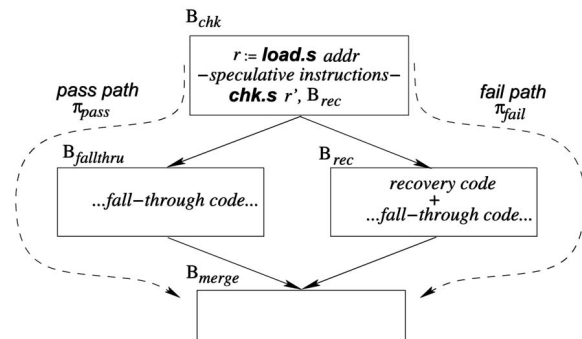 B_chk
r := load.s addr
–speculative instructions–
chk.s r', B_rec
pass path
π_pass
fail path
π_fail
B_fallthru
B_rec
...fall–through code...
recovery code
+
...fall–through code...
B_merge